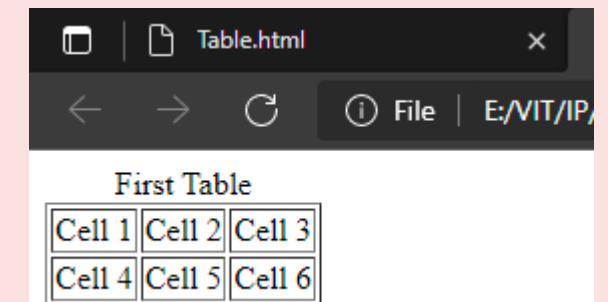 Table.html
File | E:/VIT/IP/
First Table
Cell 1 Cell 2 Cell 3
Cell 4 Cell 5 Cell 6